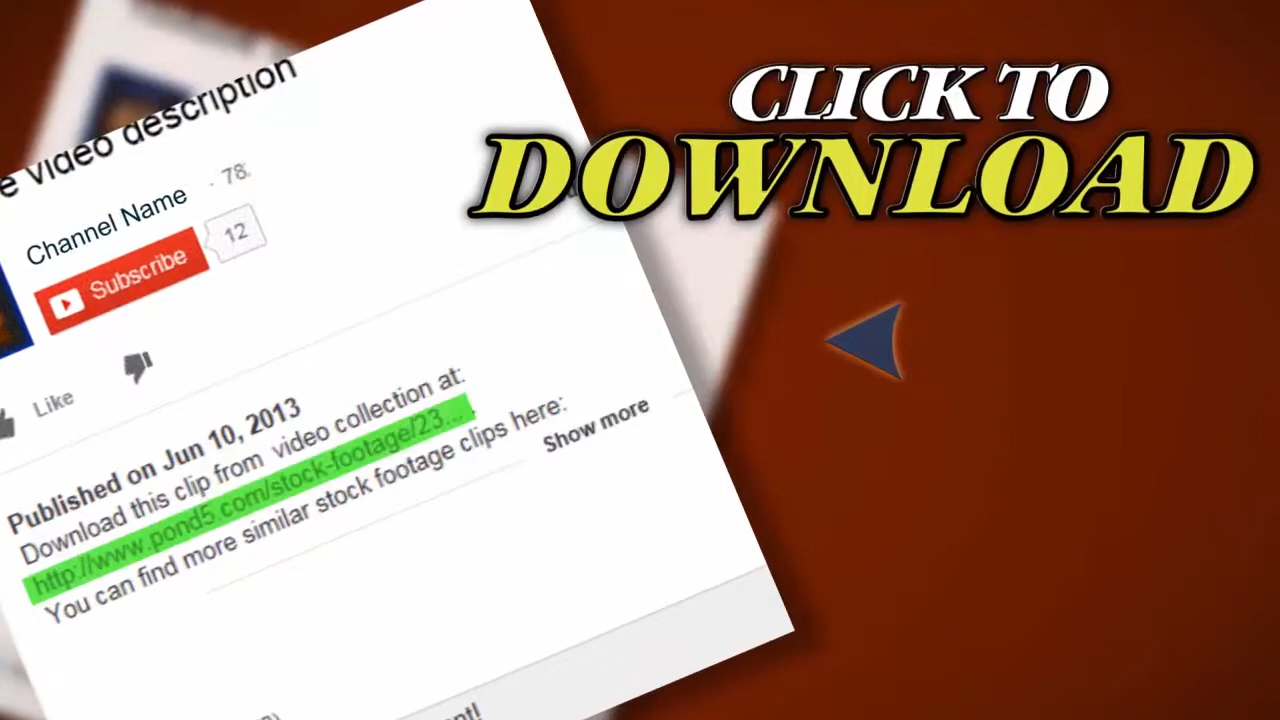 CLICK TO
DOWNLOAD
e video description
Channel Name
78
Subscribe
12
Like
Published on Jun 10, 2013
Download this clip from video collection at:
http://www.pond5.com/stock-footage/23...
You can find more similar stock footage clips here:
Show more